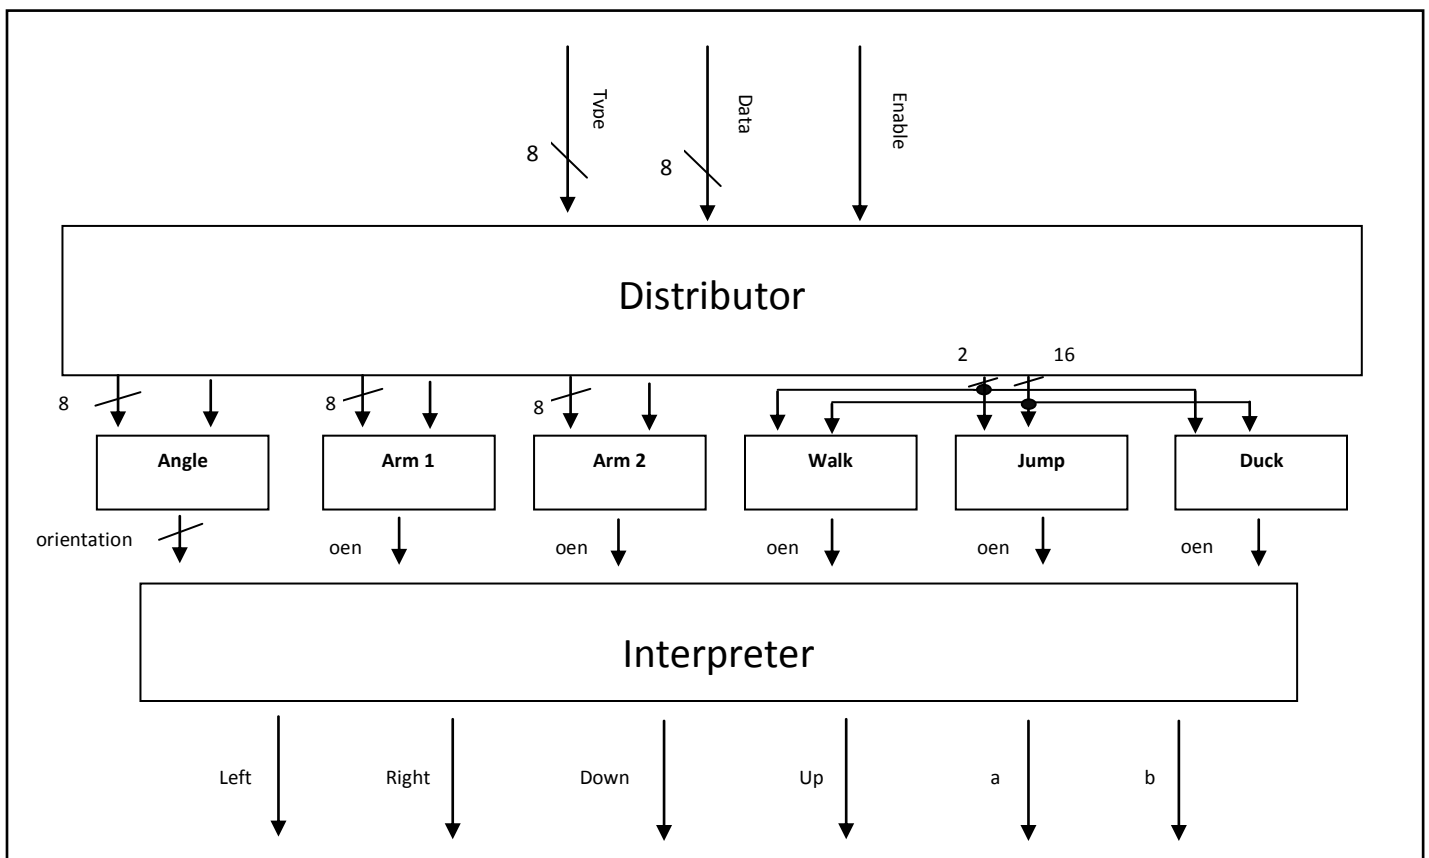 Type
Data
Enable
8
8
Distributor
2
16
8
8
8
Angle
Arm 1
Arm 2
Walk
Jump
Duck
orientation
oen
oen
oen
oen
oen
Interpreter
Left
Right
Down
Up
a
b